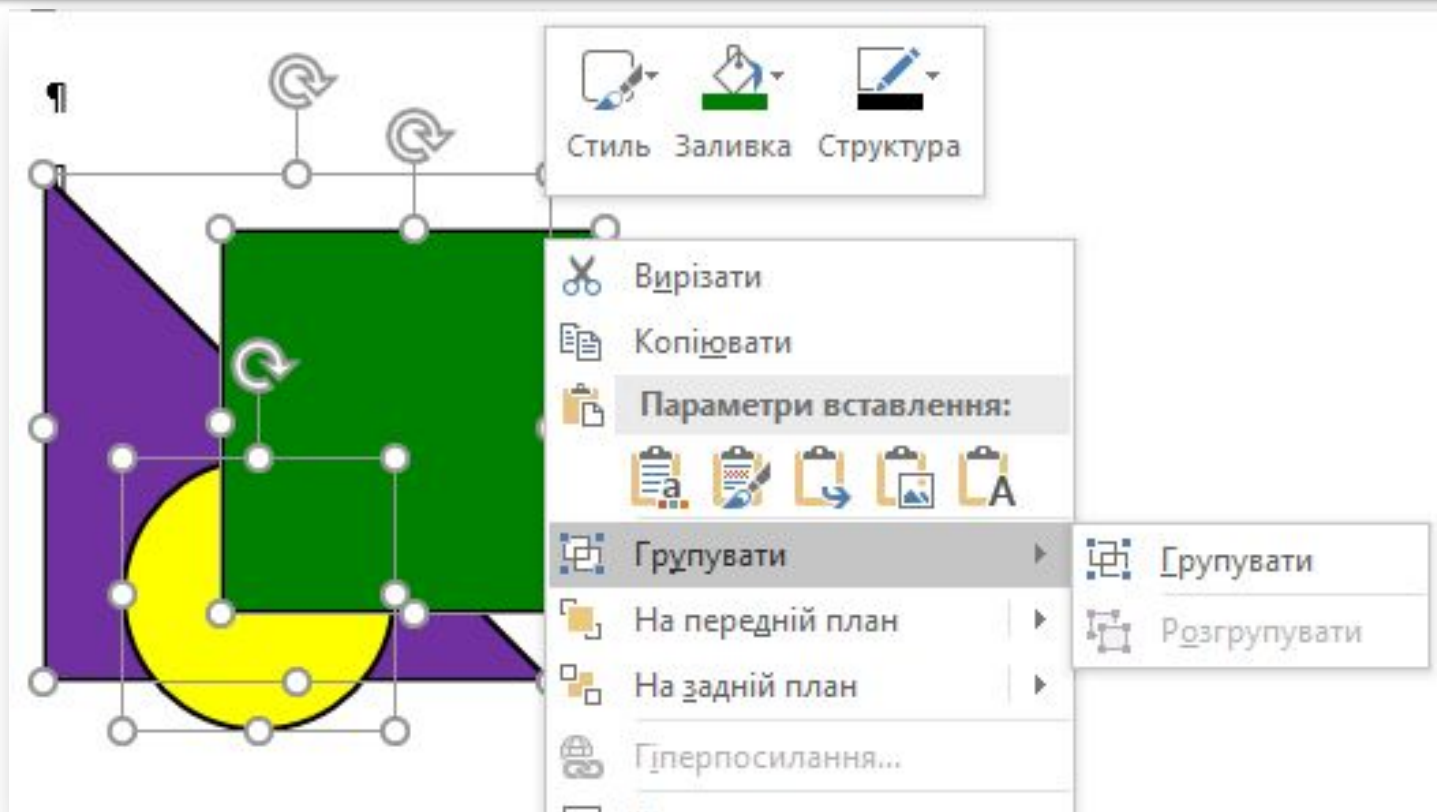 ¶
¶
Стиль Заливка Структура
Вирізати
Копіювати
Параметри вставлення:
Групувати
Групувати
На передній план
Розгрупувати
На задній план
Гіперпосилання...